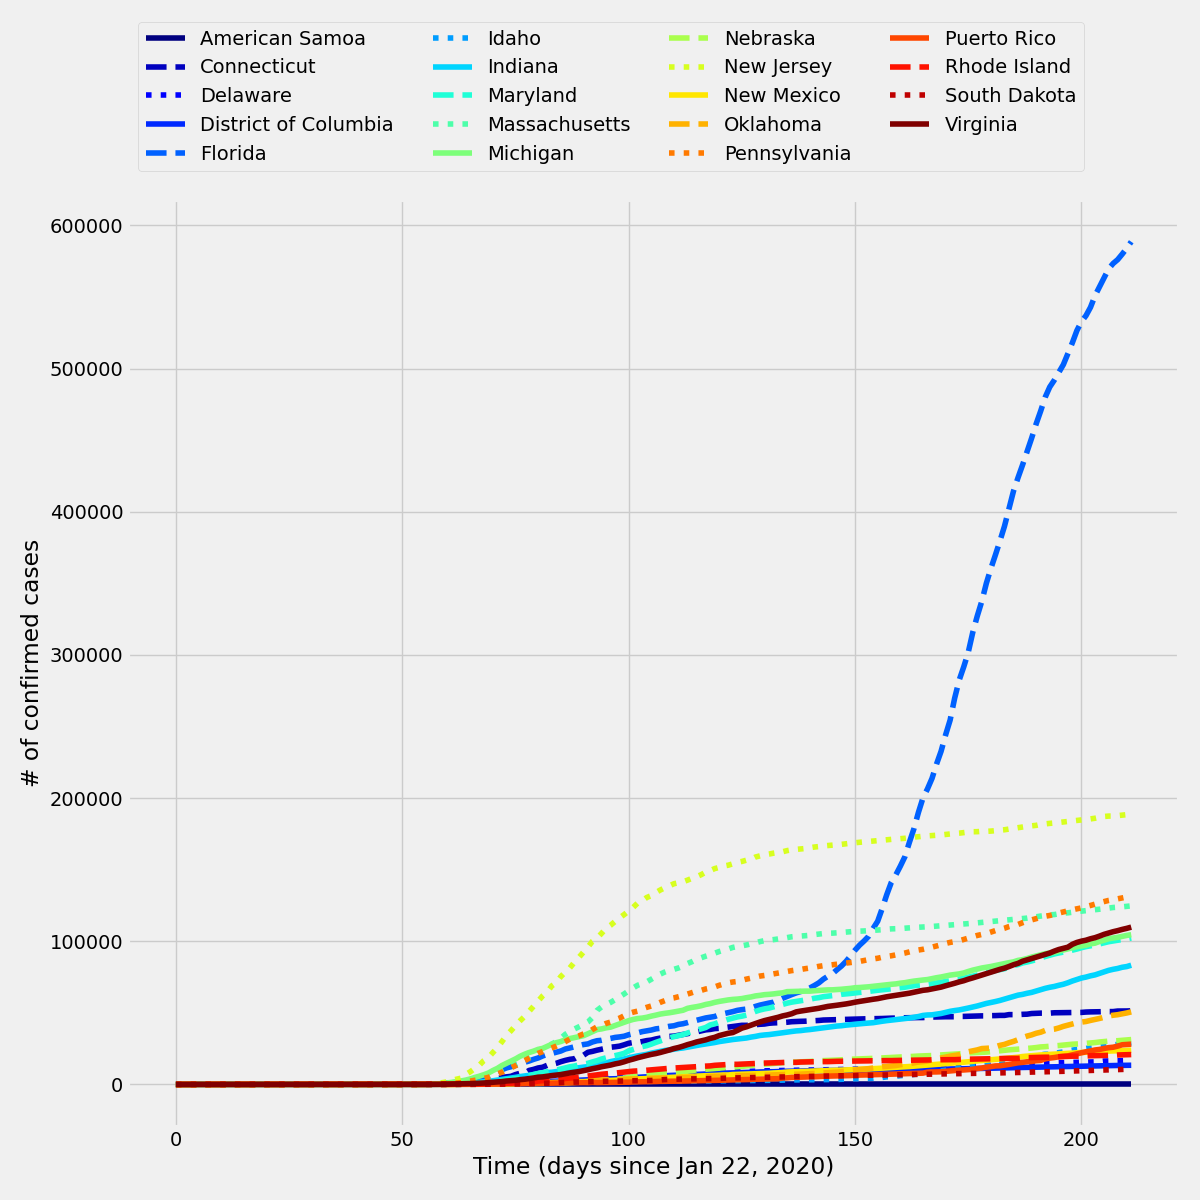 American Samoa
Connecticut
Delaware
District of Columbia
Florida
Idaho
Indiana
Maryland
Massachusetts
Michigan
Nebraska
New Jersey
New Mexico
Oklahoma
Pennsylvania
Puerto Rico
Rhode Island
South Dakota
Virginia
600000
500000
400000
300000
200000
100000
0
# of confirmed cases
0
50
100
150
200
Time (days since Jan 22, 2020)